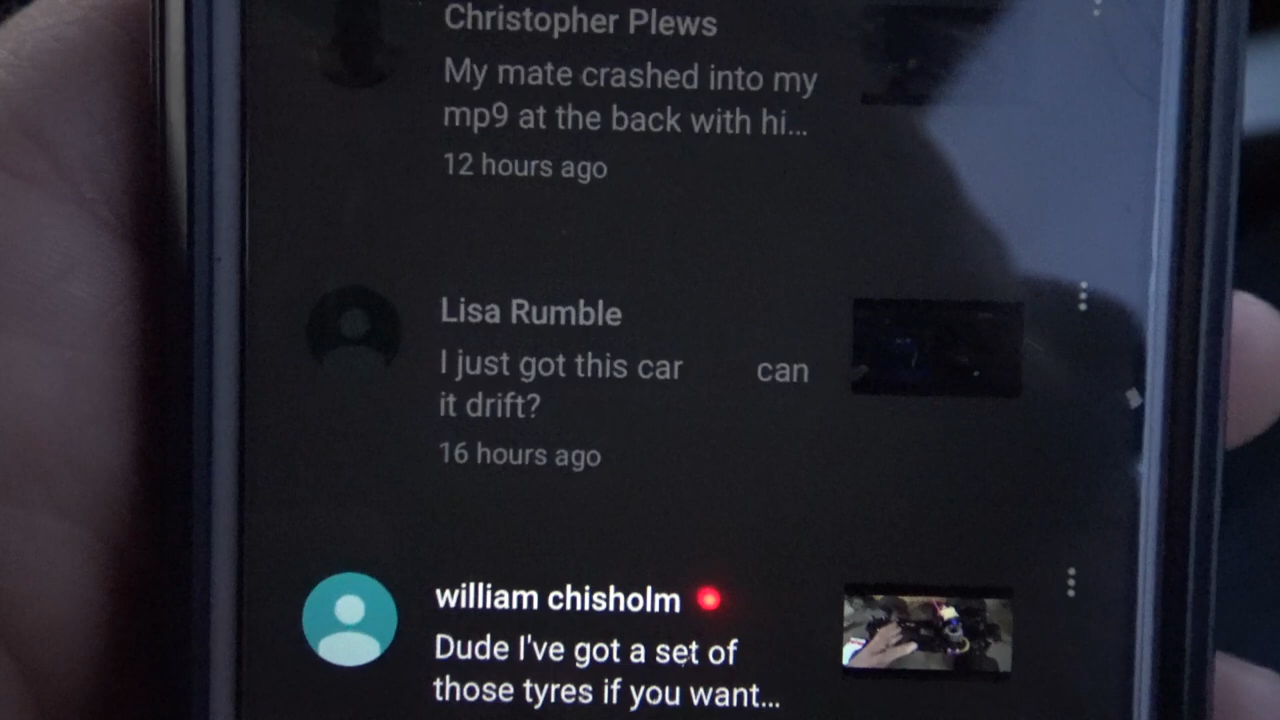 Christopher Plews
My mate crashed into my
mp9 at the back with hi...
12 hours ago
Lisa Rumble
I just got this car can
it drift?
16 hours ago
william chisholm
Dude I've got a set of
those tyres if you want...